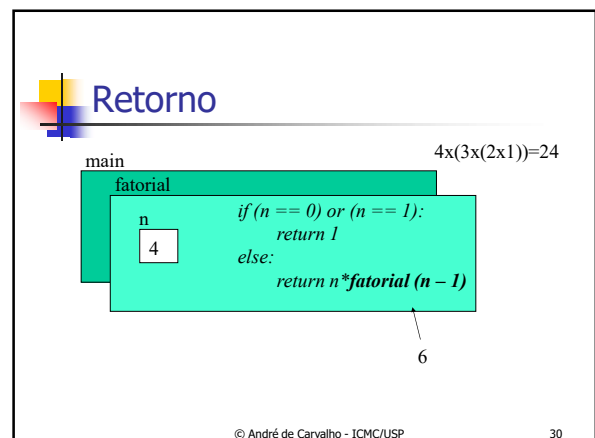 Retorno
4x(3x(2x1))=24
main
fatorial
n
4
if (n == 0) or (n == 1):
return 1
else:
return n*fatorial (n – 1)
6
© André de Carvalho - ICMC/USP
30